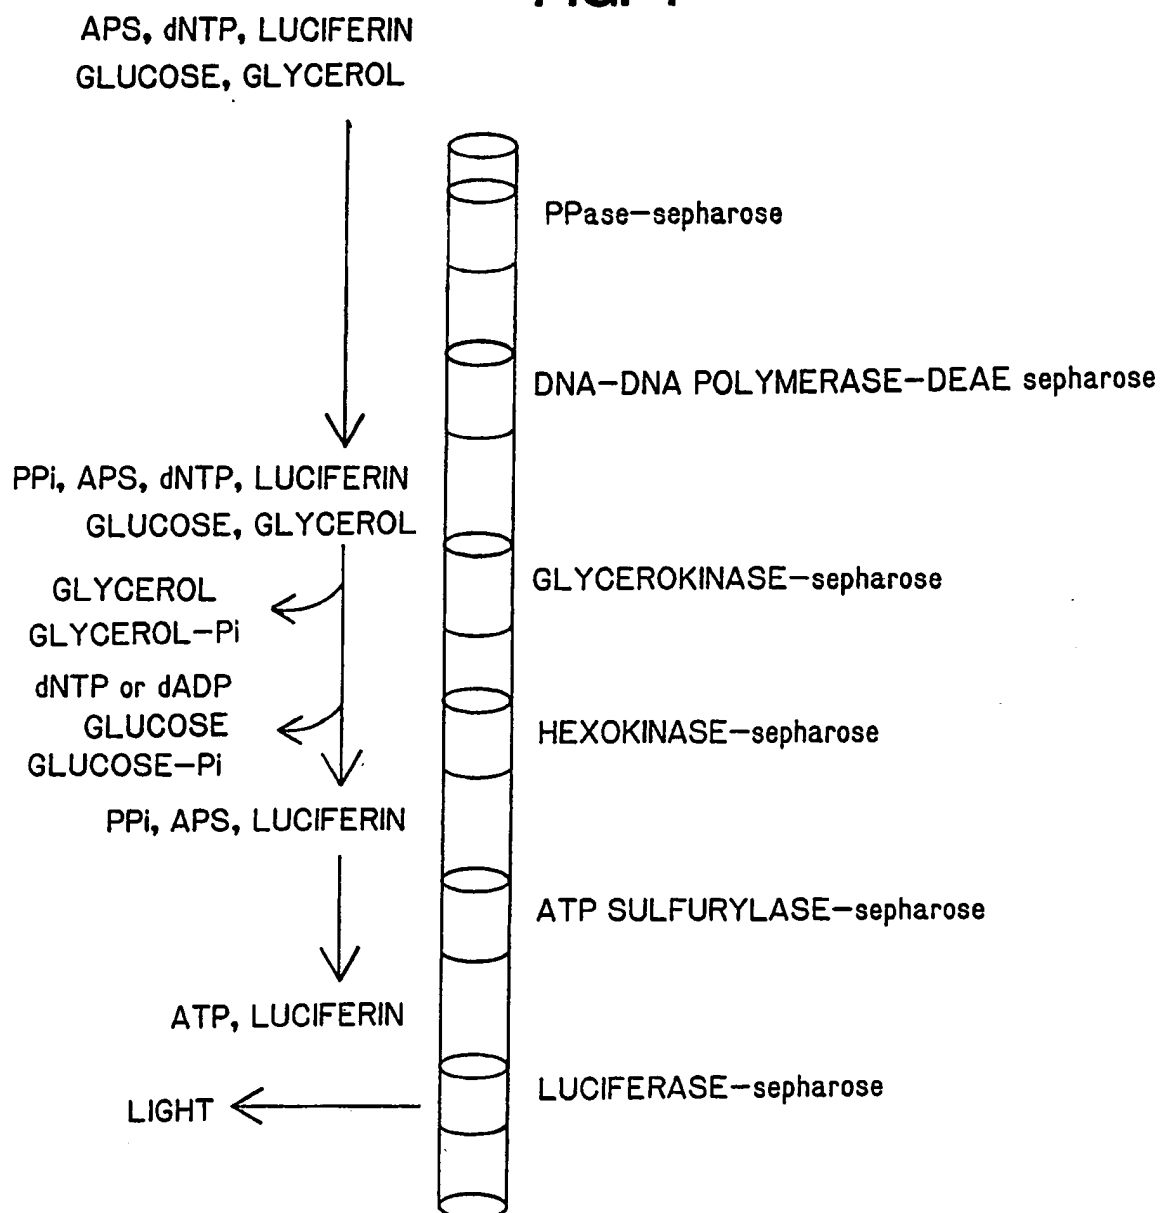 APS, dNTP, LUCIFERIN
GLUCOSE, GLYCEROL
PPase-sepharose
DNA-DNA POLYMERASE-DEAE sepharose
PPi, APS, dNTP, LUCIFERIN
GLUCOSE, GLYCEROL
GLYCEROKINASE-sepharose
GLYCEROL
GLYCEROL-Pi
dNTP or dADP
GLUCOSE
GLUCOSE-Pi
HEXOKINASE-sepharose
PPi, APS, LUCIFERIN
ATP SULFURYLASE-sepharose
ATP, LUCIFERIN
LUCIFERASE-sepharose
LIGHT